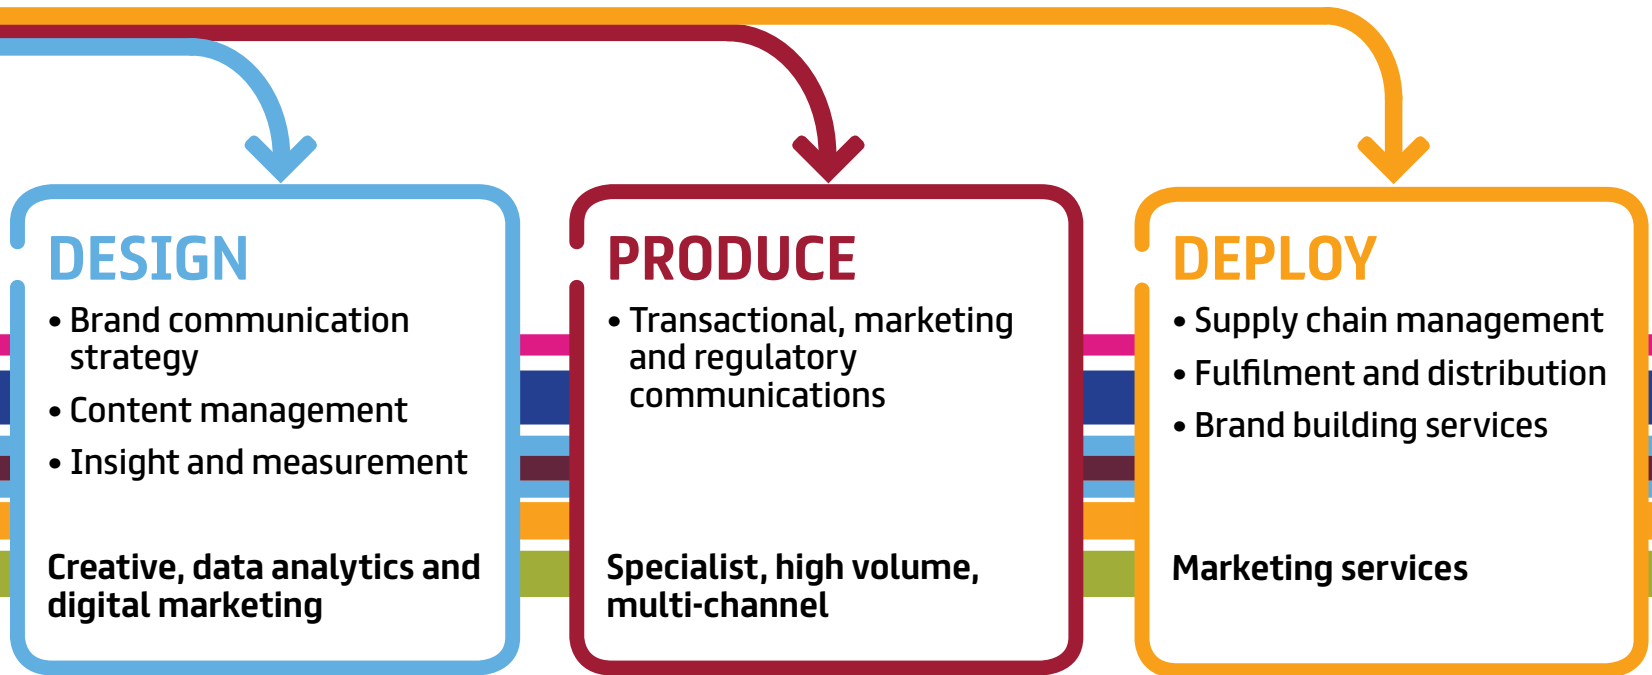 DESIGN
• Brand communication
strategy
• Content management
• Insight and measurement
Creative, data analytics and
digital marketing
PRODUCE
• Transactional, marketing
and regulatory
communications
Specialist, high volume,
multi-channel
DEPLOY
• Supply chain management
• Fulfilment and distribution
• Brand building services
Marketing services